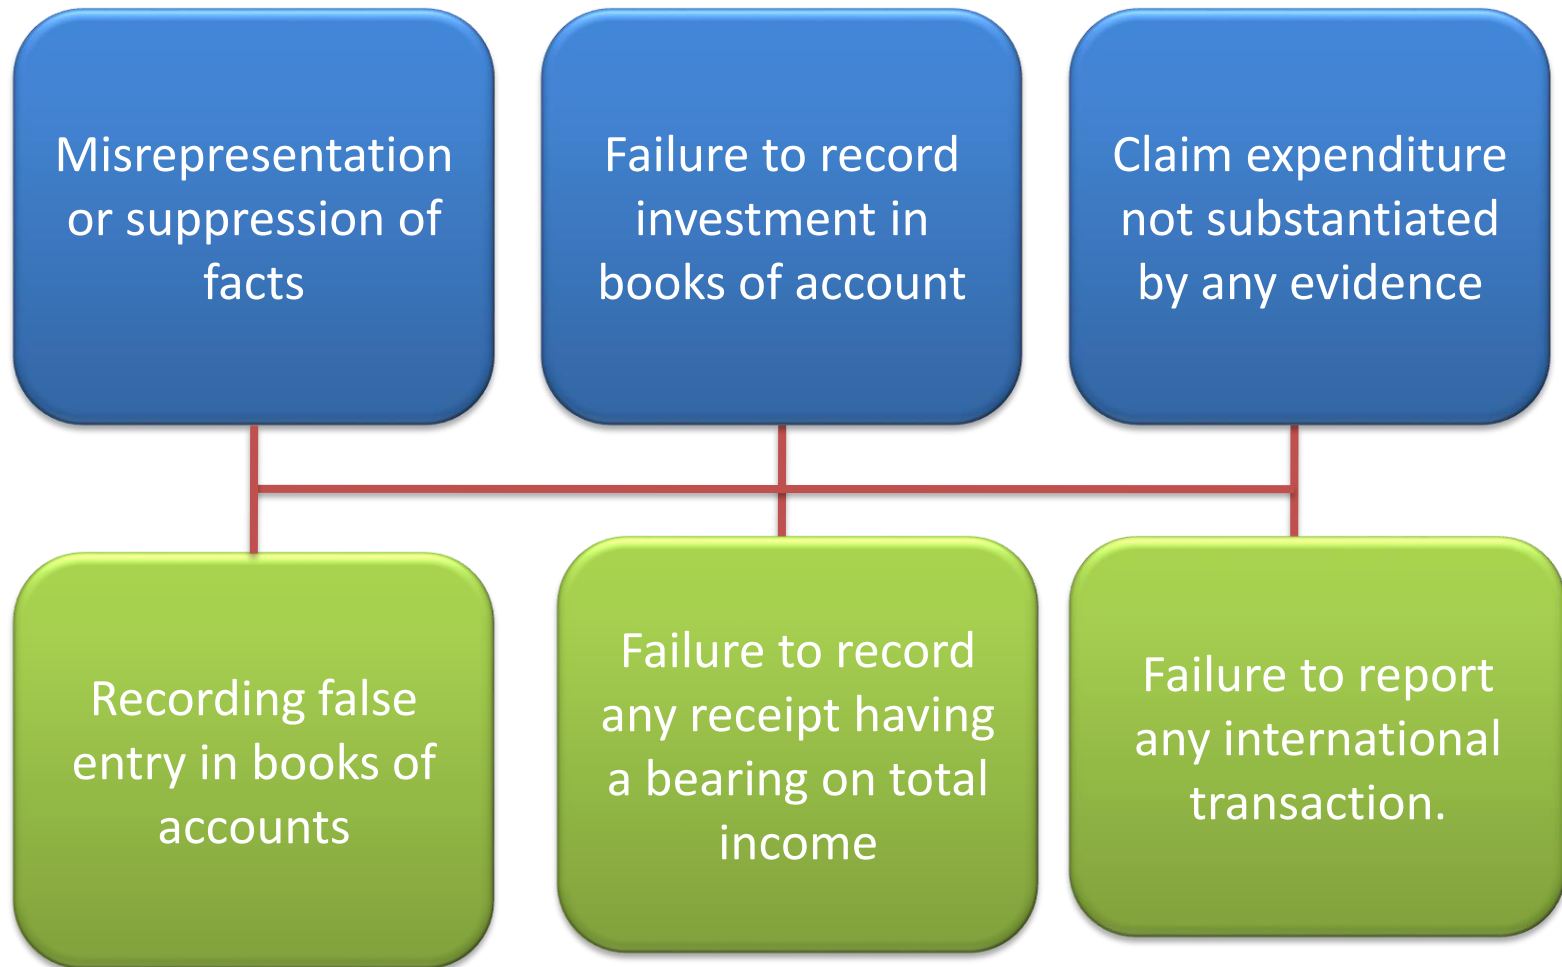 Misrepresentation
or suppression of
facts
Failure to record
investment in
books of account
Claim expenditure
not substantiated
by any evidence
Recording false
entry in books of
accounts
Failure to record
any receipt having
a bearing on total
income
Failure to report
any international
transaction.